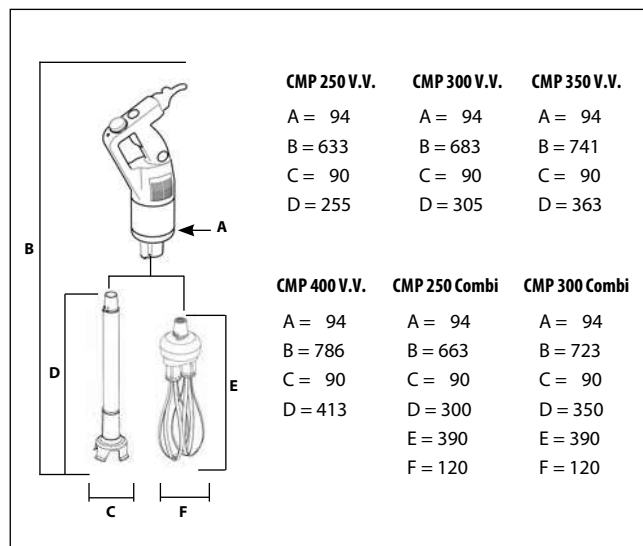 CMP 250 V.V. CMP 300 V.V. CMP 350 V.V.
A = 94 A = 94 A = 94
B = 633 B = 683 B = 741
C = 90 C = 90 C = 90
D = 255 D = 305 D = 363
A
B
CMP 400 V.V. CMP 250 Combi CMP 300 Combi
A = 94 A = 94 A = 94
B = 786 B = 663 B = 723
C = 90 C = 90 C = 90
D = 413 D = 300 D = 350
E = 390 E = 390
F = 120 F = 120
D
E
C F